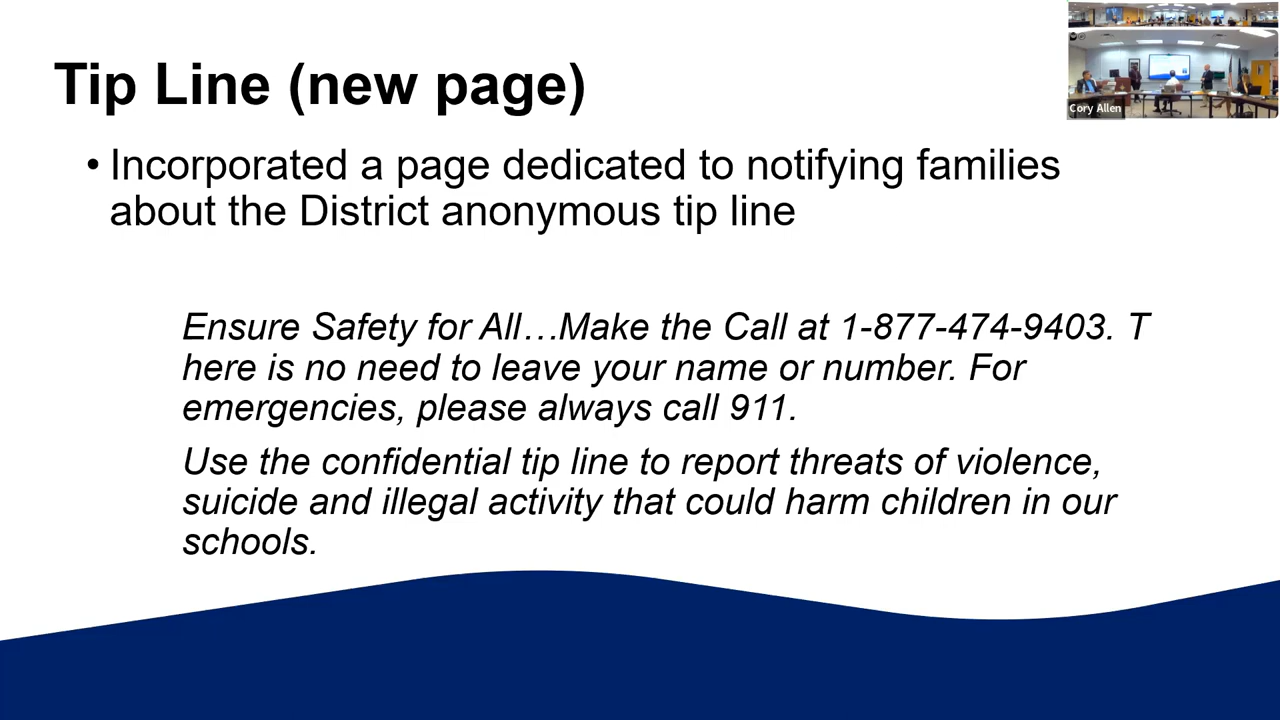 Tip Line (new page)
• Incorporated a page dedicated to notifying families
about the District anonymous tip line
Ensure Safety for All…Make the Call at 1-877-474-9403. T
here is no need to leave your name or number. For
emergencies, please always call 911.
Use the confidential tip line to report threats of violence,
suicide and illegal activity that could harm children in our
schools.
Cory Allen